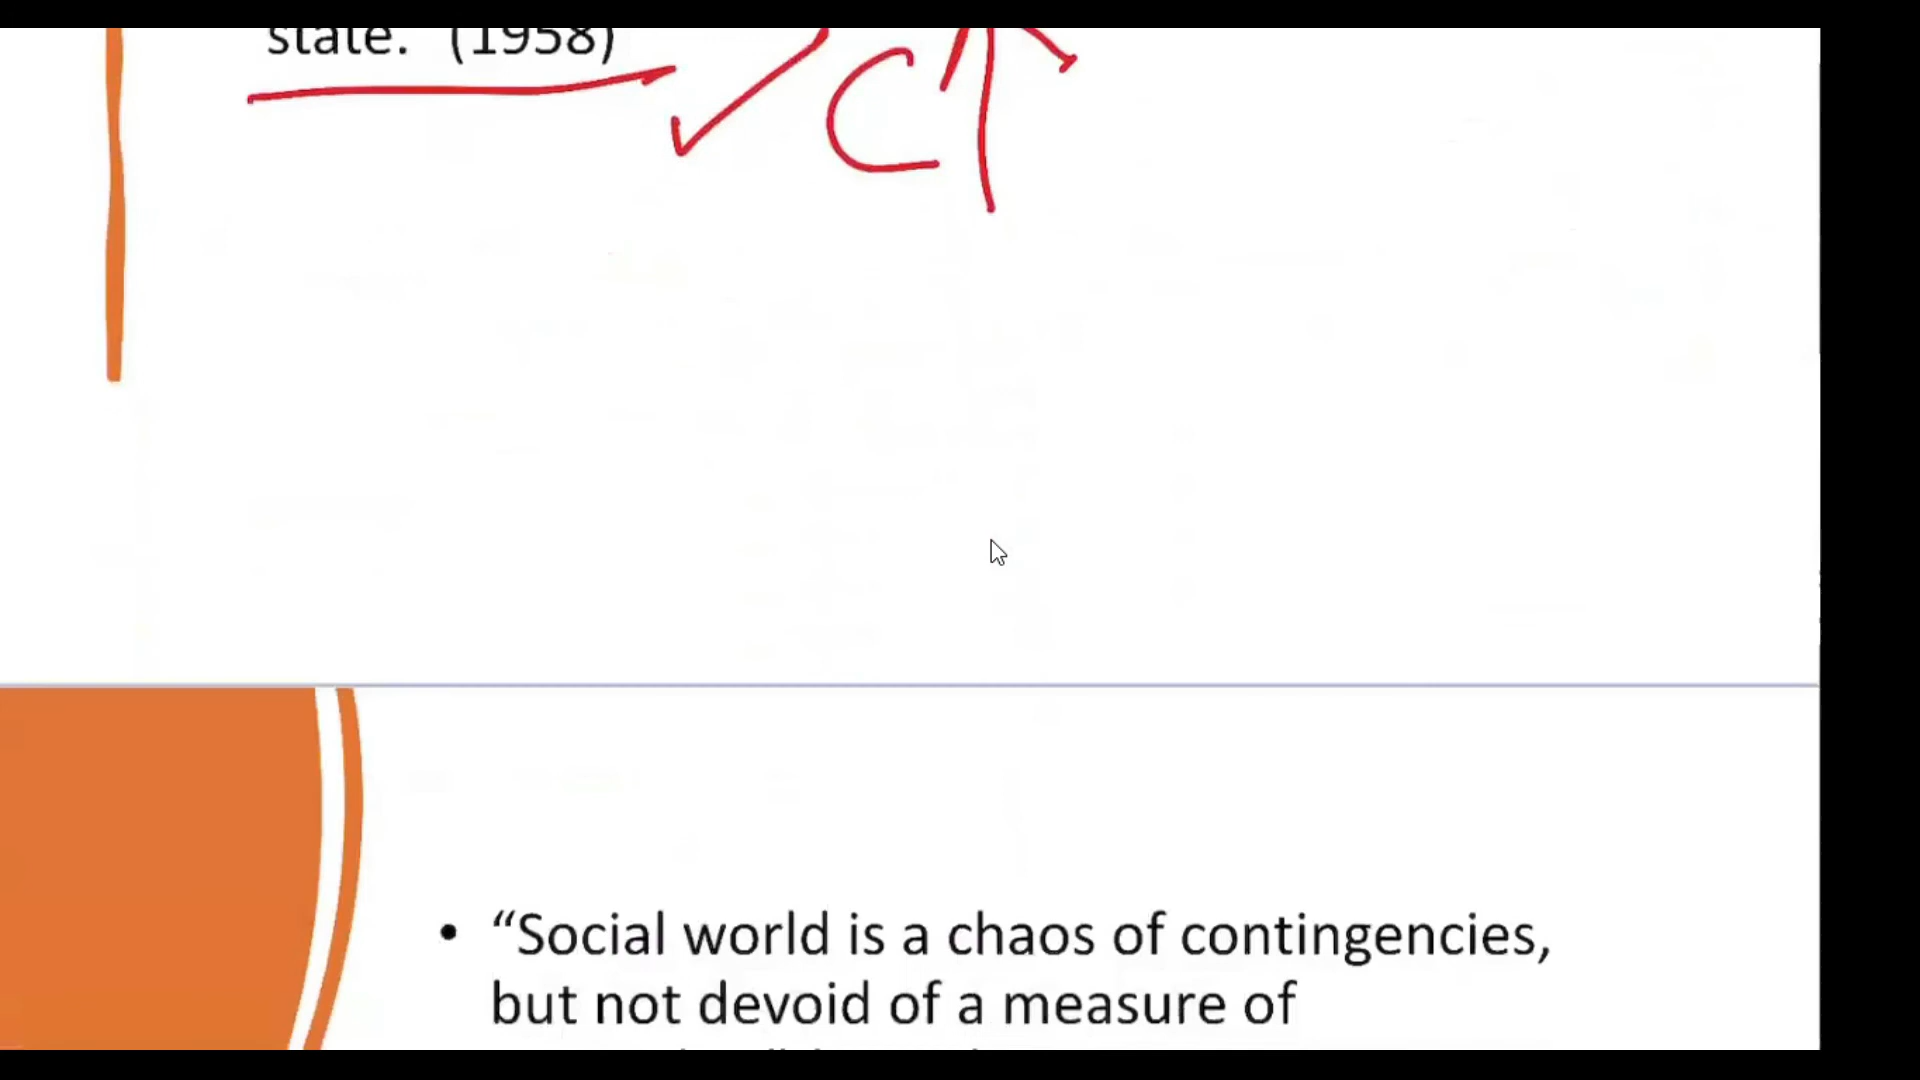 state. (1958)
C
• “Social world is a chaos of contingencies,
but not devoid of a measure of